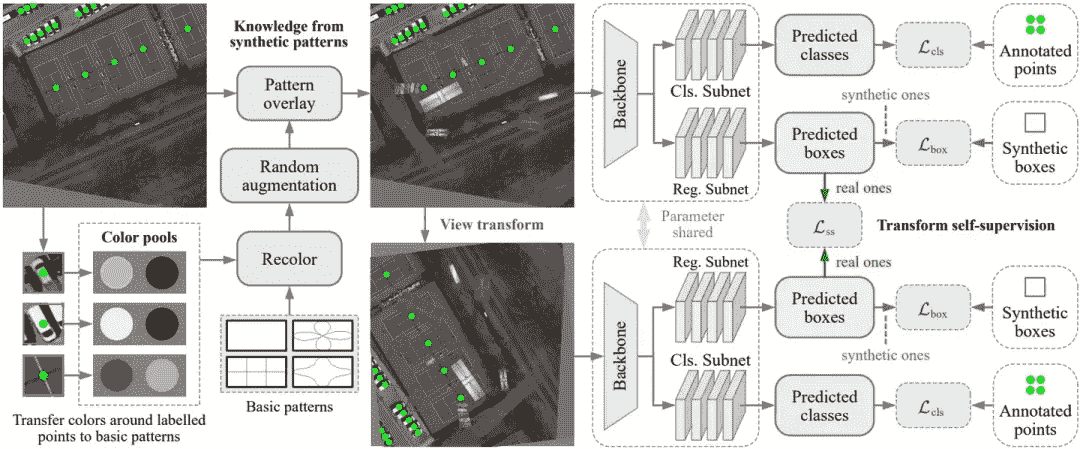 Knowledge from
synthetic patterns
Pattern
overlay
Random
augmentation
Recolor
Color pools
Transfer colors around labelled
points to basic patterns
Basic patterns
View transform
Backbone
Cls. Subnet
Reg. Subnet
Predicted
classes
Predicted
boxes
ℒcls
synthetic ones
ℒbox
Annotated
points
Synthetic
boxes
real ones
Parameter
shared
ℒss
Transform self-supervision
real ones
Backbone
Reg. Subnet
Cls. Subnet
Predicted
boxes
Predicted
classes
ℒbox
synthetic ones
ℒcls
Synthetic
boxes
Annotated
points